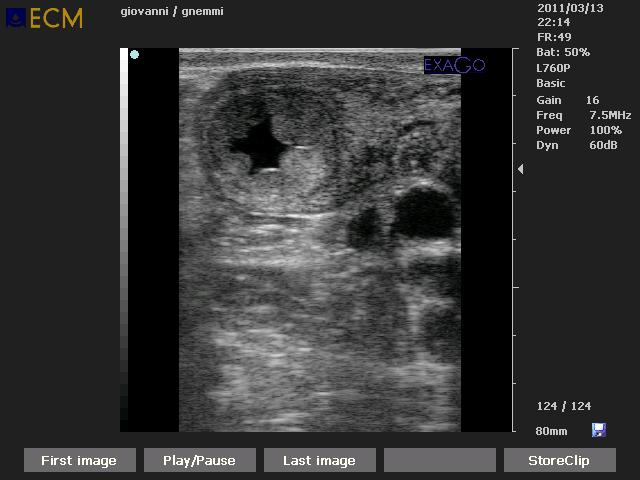 ECM
giovanni / gnemmi
2011/03/13
22:14
FR:49
Bat: 50%
L760P
Basic
Gain 16
Freq 7.5MHz
Power 100%
Dyn 60dB
EXAGO
124 / 124
80mm
First image
Play/Pause
Last image
StoreClip